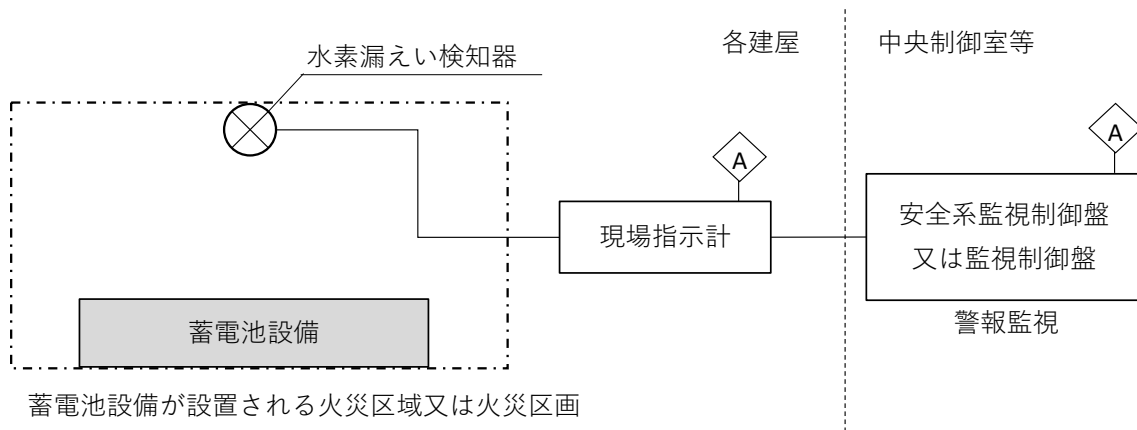 各建屋
中央制御室等
水素漏えい検知器
A
A
現場指示計
安全系監視制御盤
又は監視制御盤
警報監視
蓄電池設備
蓄電池設備が設置される火災区域又は火災区画